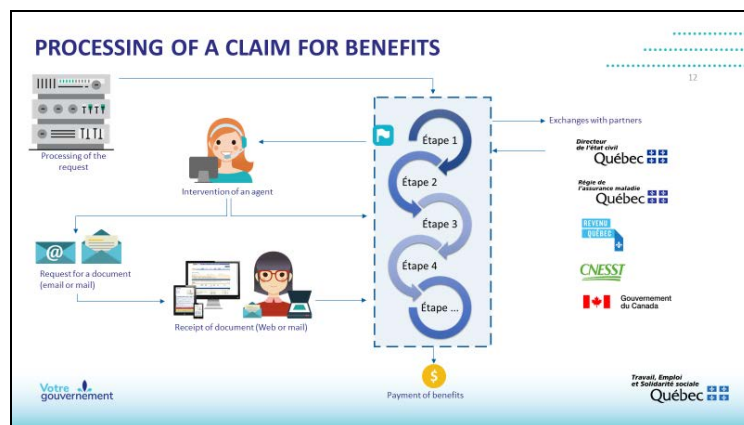 PROCESSING OF A CLAIM FOR BENEFITS
12
Processing of the
request
Intervention of an agent
Request for a document
(email or mail)
@
Receipt of document (Web or mail)
Étape 1
Étape 2
Étape 3
Étape 4
Étape ...
$
Payment of benefits
Exchanges with partners
Directeur
de l'état civil
Québec
Régie de
l'assurance maladie
Québec
REVENU
QUÉBEC
CNESST
Gouvernement
du Canada
Votre
gouvernement
Travail, Emploi
et Solidarité sociale
Québec